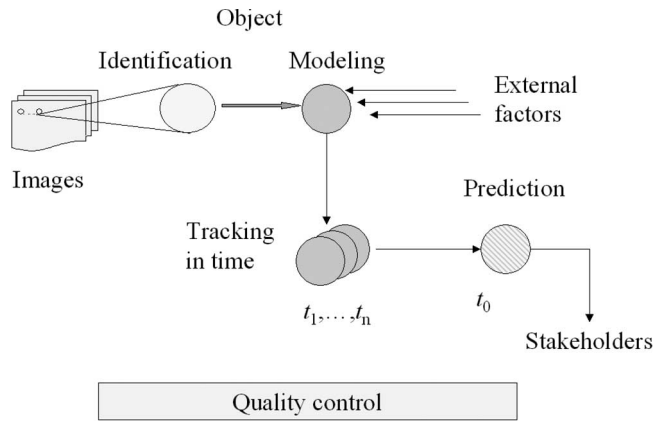 Object
Identification
Modeling
External
factors
Images
Prediction
Tracking
in time
t₁,…,tₙ
t₀
Stakeholders
Quality control